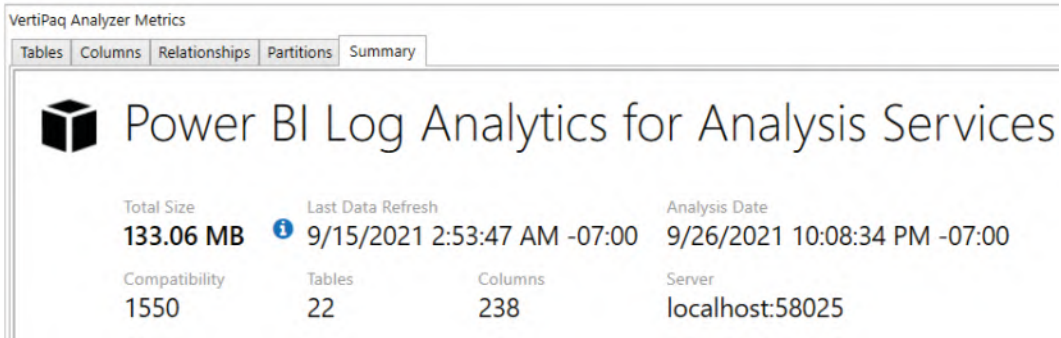 VertiPaq Analyzer Metrics
Tables Columns Relationships Partitions Summary
Power BI Log Analytics for Analysis Services
Total Size Last Data Refresh Analysis Date
133.06 MB i 9/15/2021 2:53:47 AM -07:00 9/26/2021 10:08:34 PM -07:00
Compatibility Tables Columns Server
1550 22 238 localhost:58025